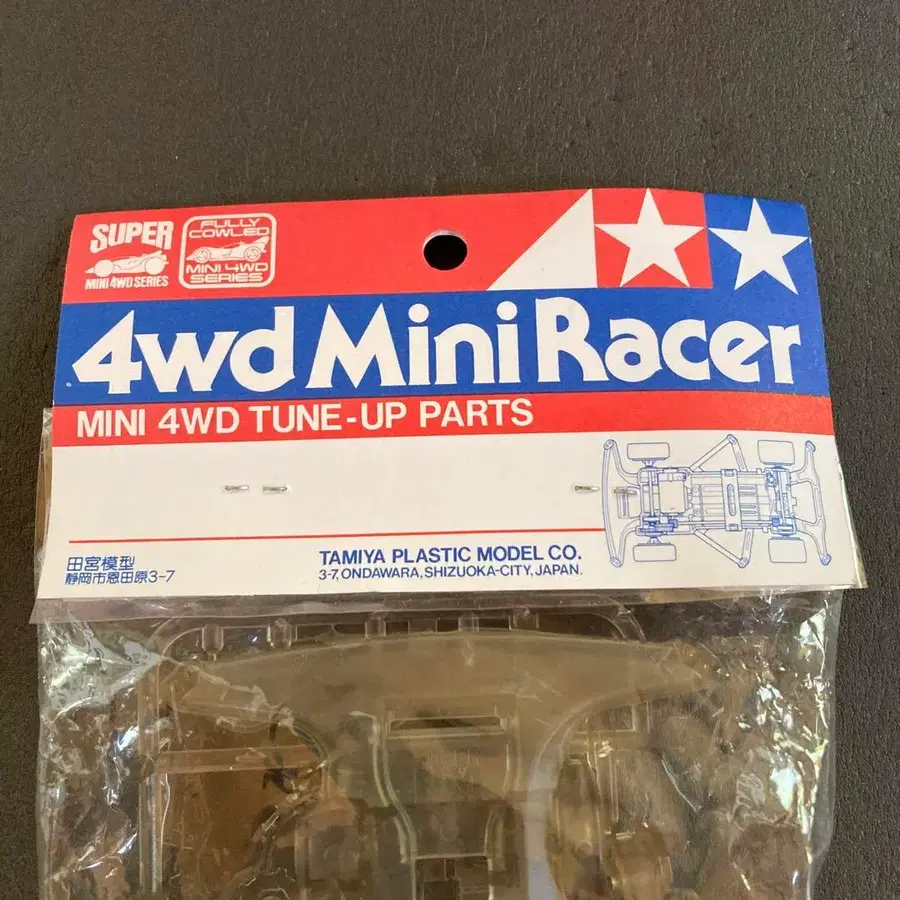 SUPER
MINI 4WD SERIES
FULLY
COWLED
MINI 4WD
SERIES
4wd Mini Racer
MINI 4WD TUNE-UP PARTS
田宮模型
静岡市恩田原3-7
TAMIYA PLASTIC MODEL CO.
3-7, ONDAWARA, SHIZUOKA-CITY, JAPAN.